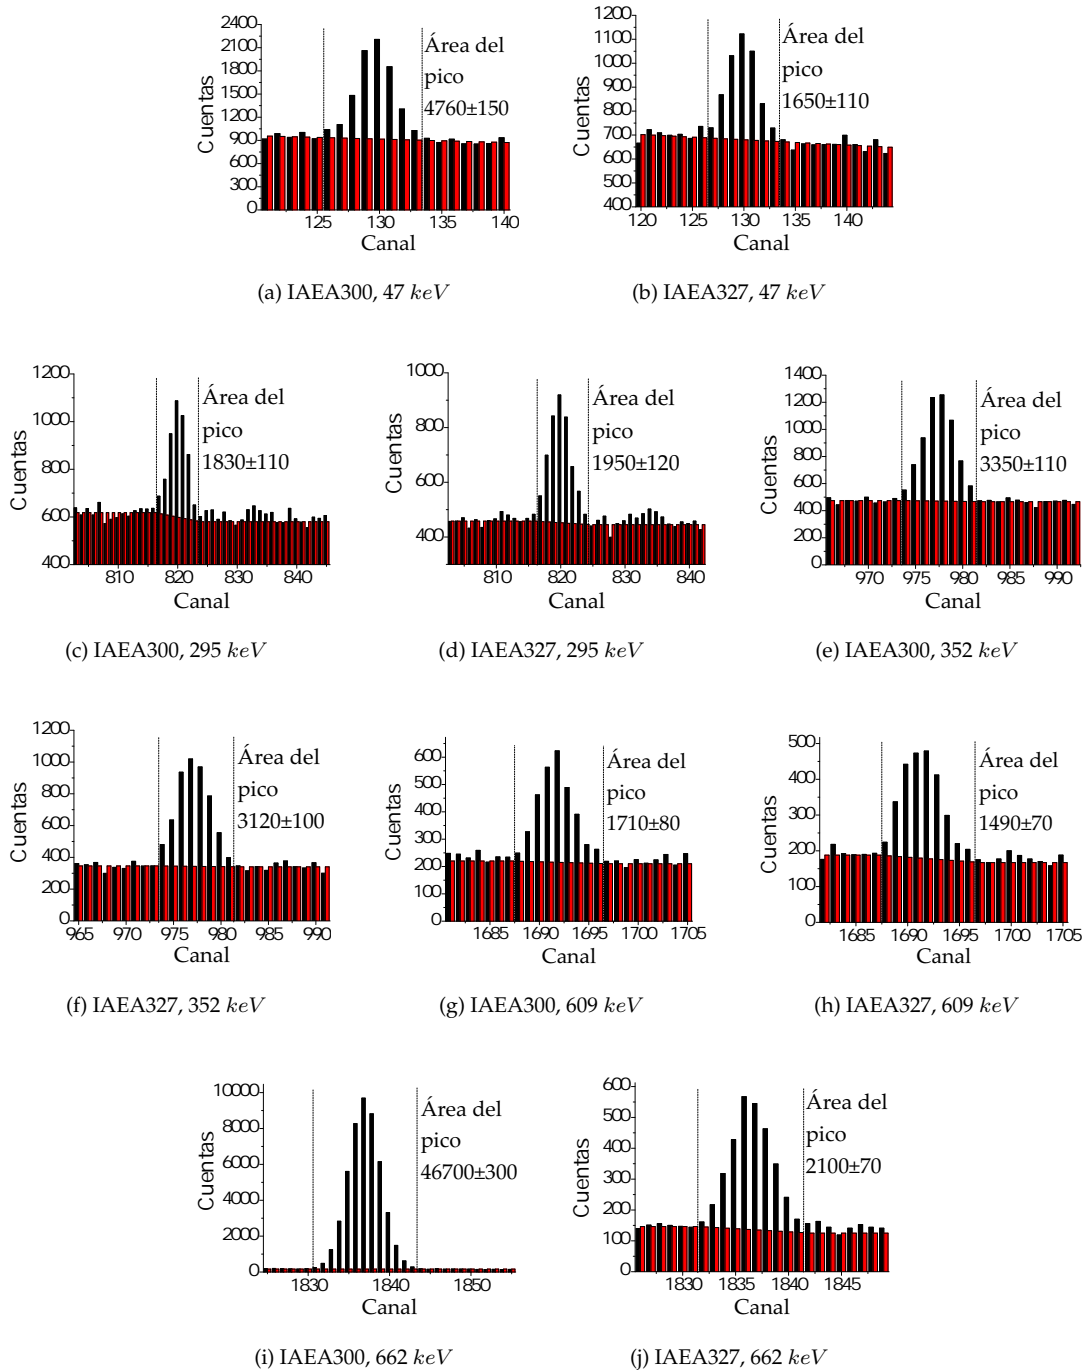 2400
2100
1800
1500
1200
900
600
300
0
Cuentas
Área del
pico
4760±150
125 130 135 140
Canal
(a) IAEA300, 47 keV
1200
1100
1000
900
800
700
600
500
400
Cuentas
Área del
pico
1650±110
120 125 130 135 140
Canal
(b) IAEA327, 47 keV
1200
1000
800
600
400
Cuentas
Área del
pico
1830±110
810 820 830 840
Canal
(c) IAEA300, 295 keV
1000
800
600
400
Cuentas
Área del
pico
1950±120
810 820 830 840
Canal
(d) IAEA327, 295 keV
1400
1200
1000
800
600
400
200
0
Cuentas
Área del
pico
3350±110
970 975 980 985 990
Canal
(e) IAEA300, 352 keV
1200
1000
800
600
400
200
0
Cuentas
Área del
pico
3120±100
965 970 975 980 985 990
Canal
(f) IAEA327, 352 keV
600
500
400
300
200
100
0
Cuentas
Área del
pico
1710±80
1685 1690 1695 1700 1705
Canal
(g) IAEA300, 609 keV
500
400
300
200
100
0
Cuentas
Área del
pico
1490±70
1685 1690 1695 1700 1705
Canal
(h) IAEA327, 609 keV
10000
8000
6000
4000
2000
0
Cuentas
Área del
pico
46700±300
1830 1840 1850
Canal
(i) IAEA300, 662 keV
600
500
400
300
200
100
0
Cuentas
Área del
pico
2100±70
1830 1835 1840 1845
Canal
(j) IAEA327, 662 keV